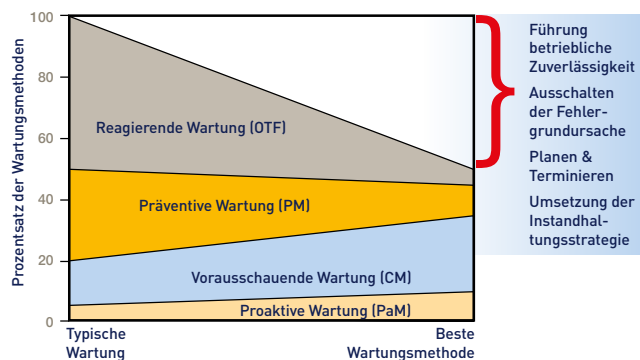 Prozentsatz der Wartungsmethoden
100
80
60
40
20
0
Reagierende Wartung (OTF)
Präventive Wartung (PM)
Vorausschauende Wartung (CM)
Proaktive Wartung (PaM)
Typische
Wartung
Beste
Wartungsmethode
Führung
betriebliche
Zuverlässigkeit
Ausschalten
der Fehler-
grundursache
Planen &
Terminieren
Umsetzung der
Instandhal-
tungsstrategie